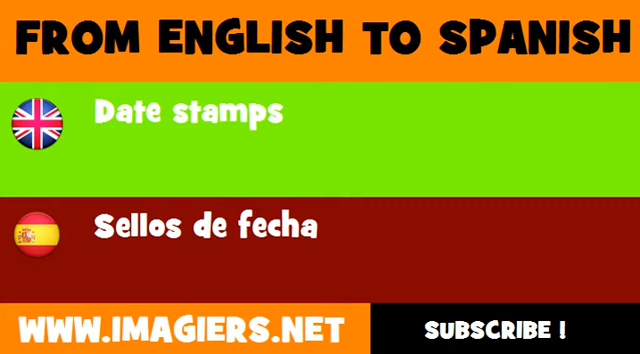 FROM ENGLISH TO SPANISH
Date stamps
Sellos de fecha
WWW.IMAGIERS.NET
SUBSCRIBE !